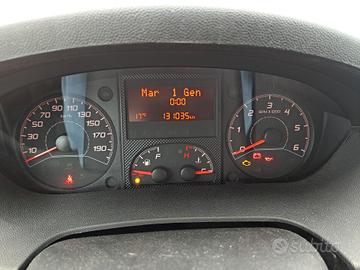 Mar 1 Gen
0:00
17°c 131035km
10 30 50 70 90 110 130 150 170 190
km/h
F
H
0 1 2 3 4 5 6
RPM x1000
subito